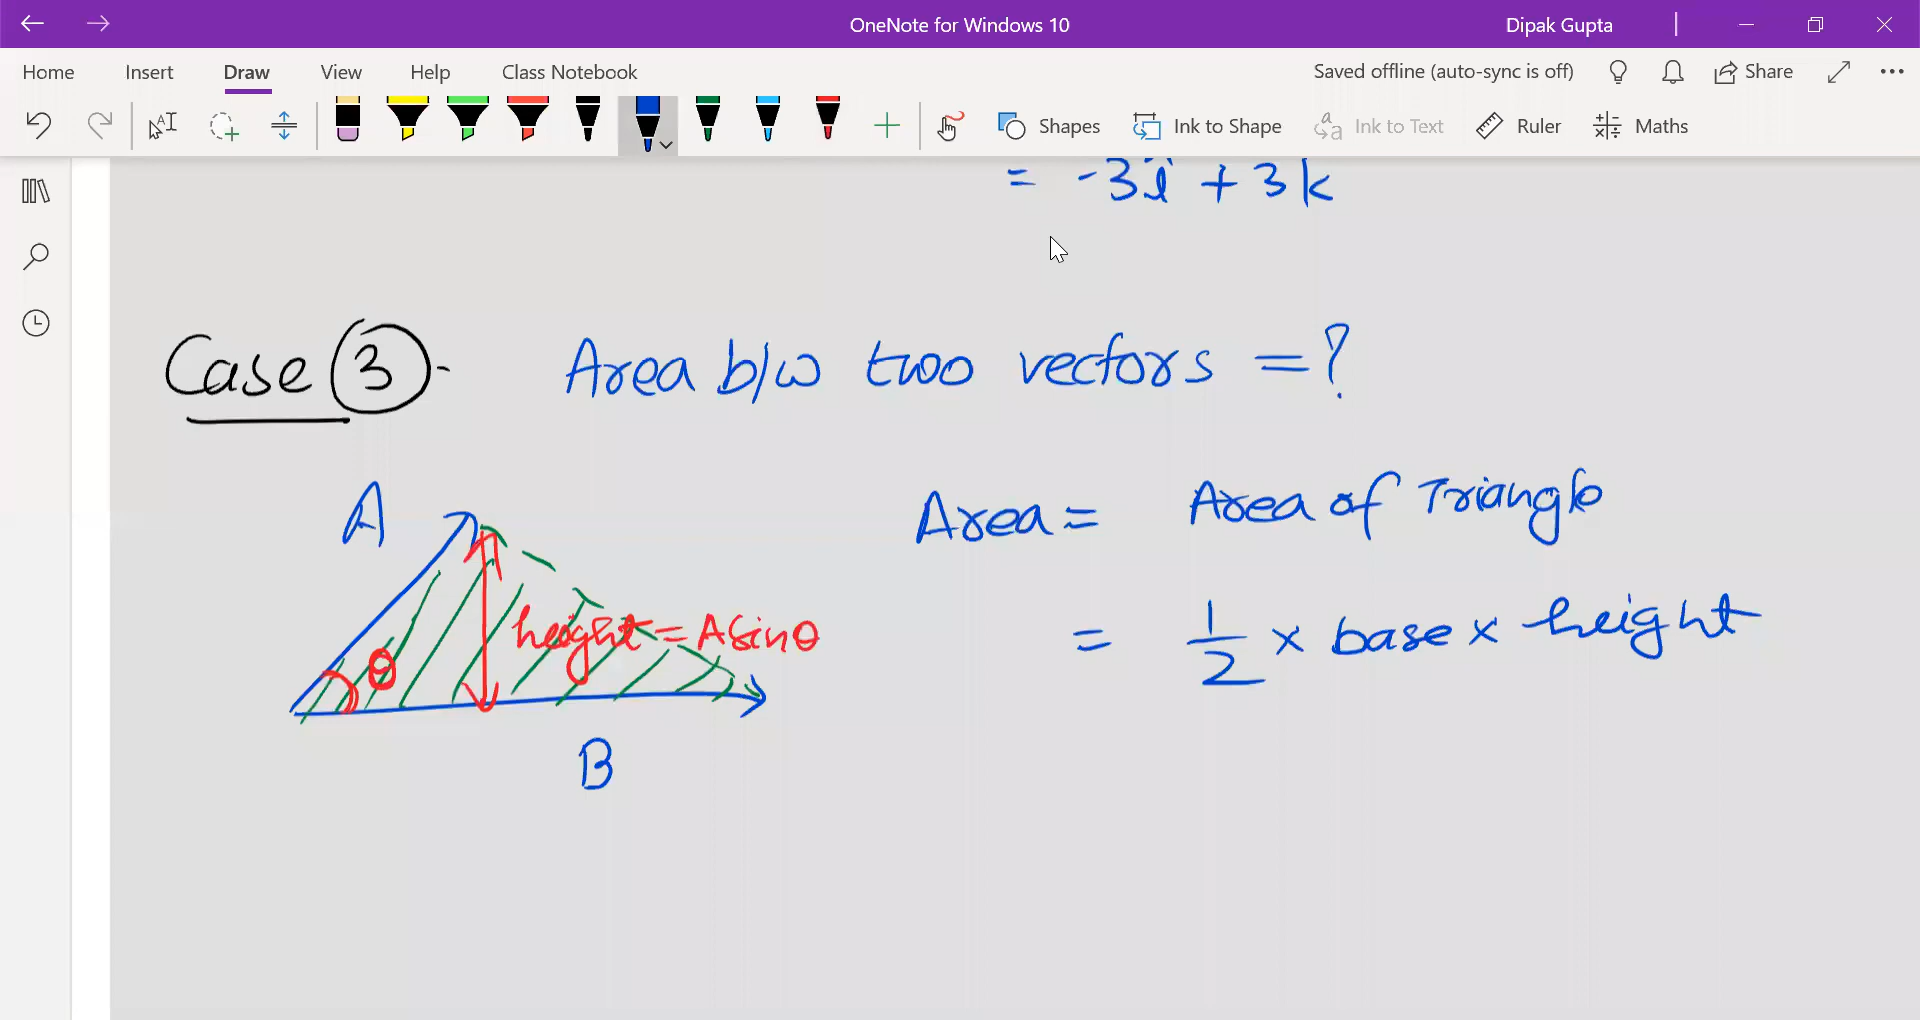 OneNote for Windows 10
Dipak Gupta
Home Insert Draw View Help Class Notebook
Saved offline (auto-sync is off) Share
Shapes Ink to Shape Ink to Text Ruler Maths
= -3i + 3k
Case 3 - Area b/w two vectors = ?
A
Area = Area of Triangle
height = A sinθ
= 1/2 × base × height
θ
B